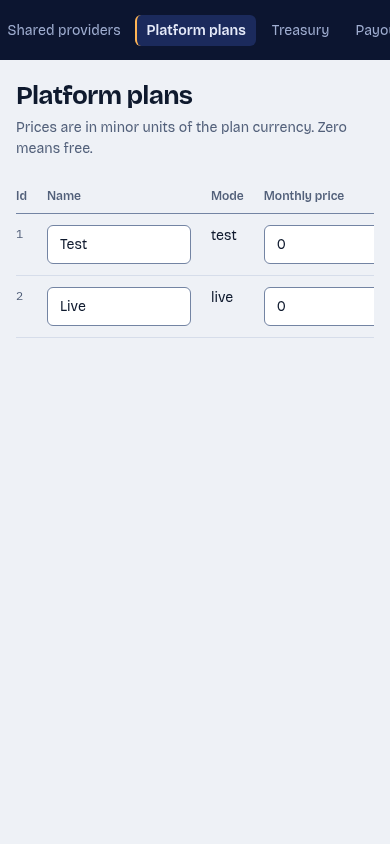 Shared providers Platform plans Treasury
Platform plans
Prices are in minor units of the plan currency. Zero
means free.
Id Name Mode Monthly price
1 Test test 0
2 Live live 0